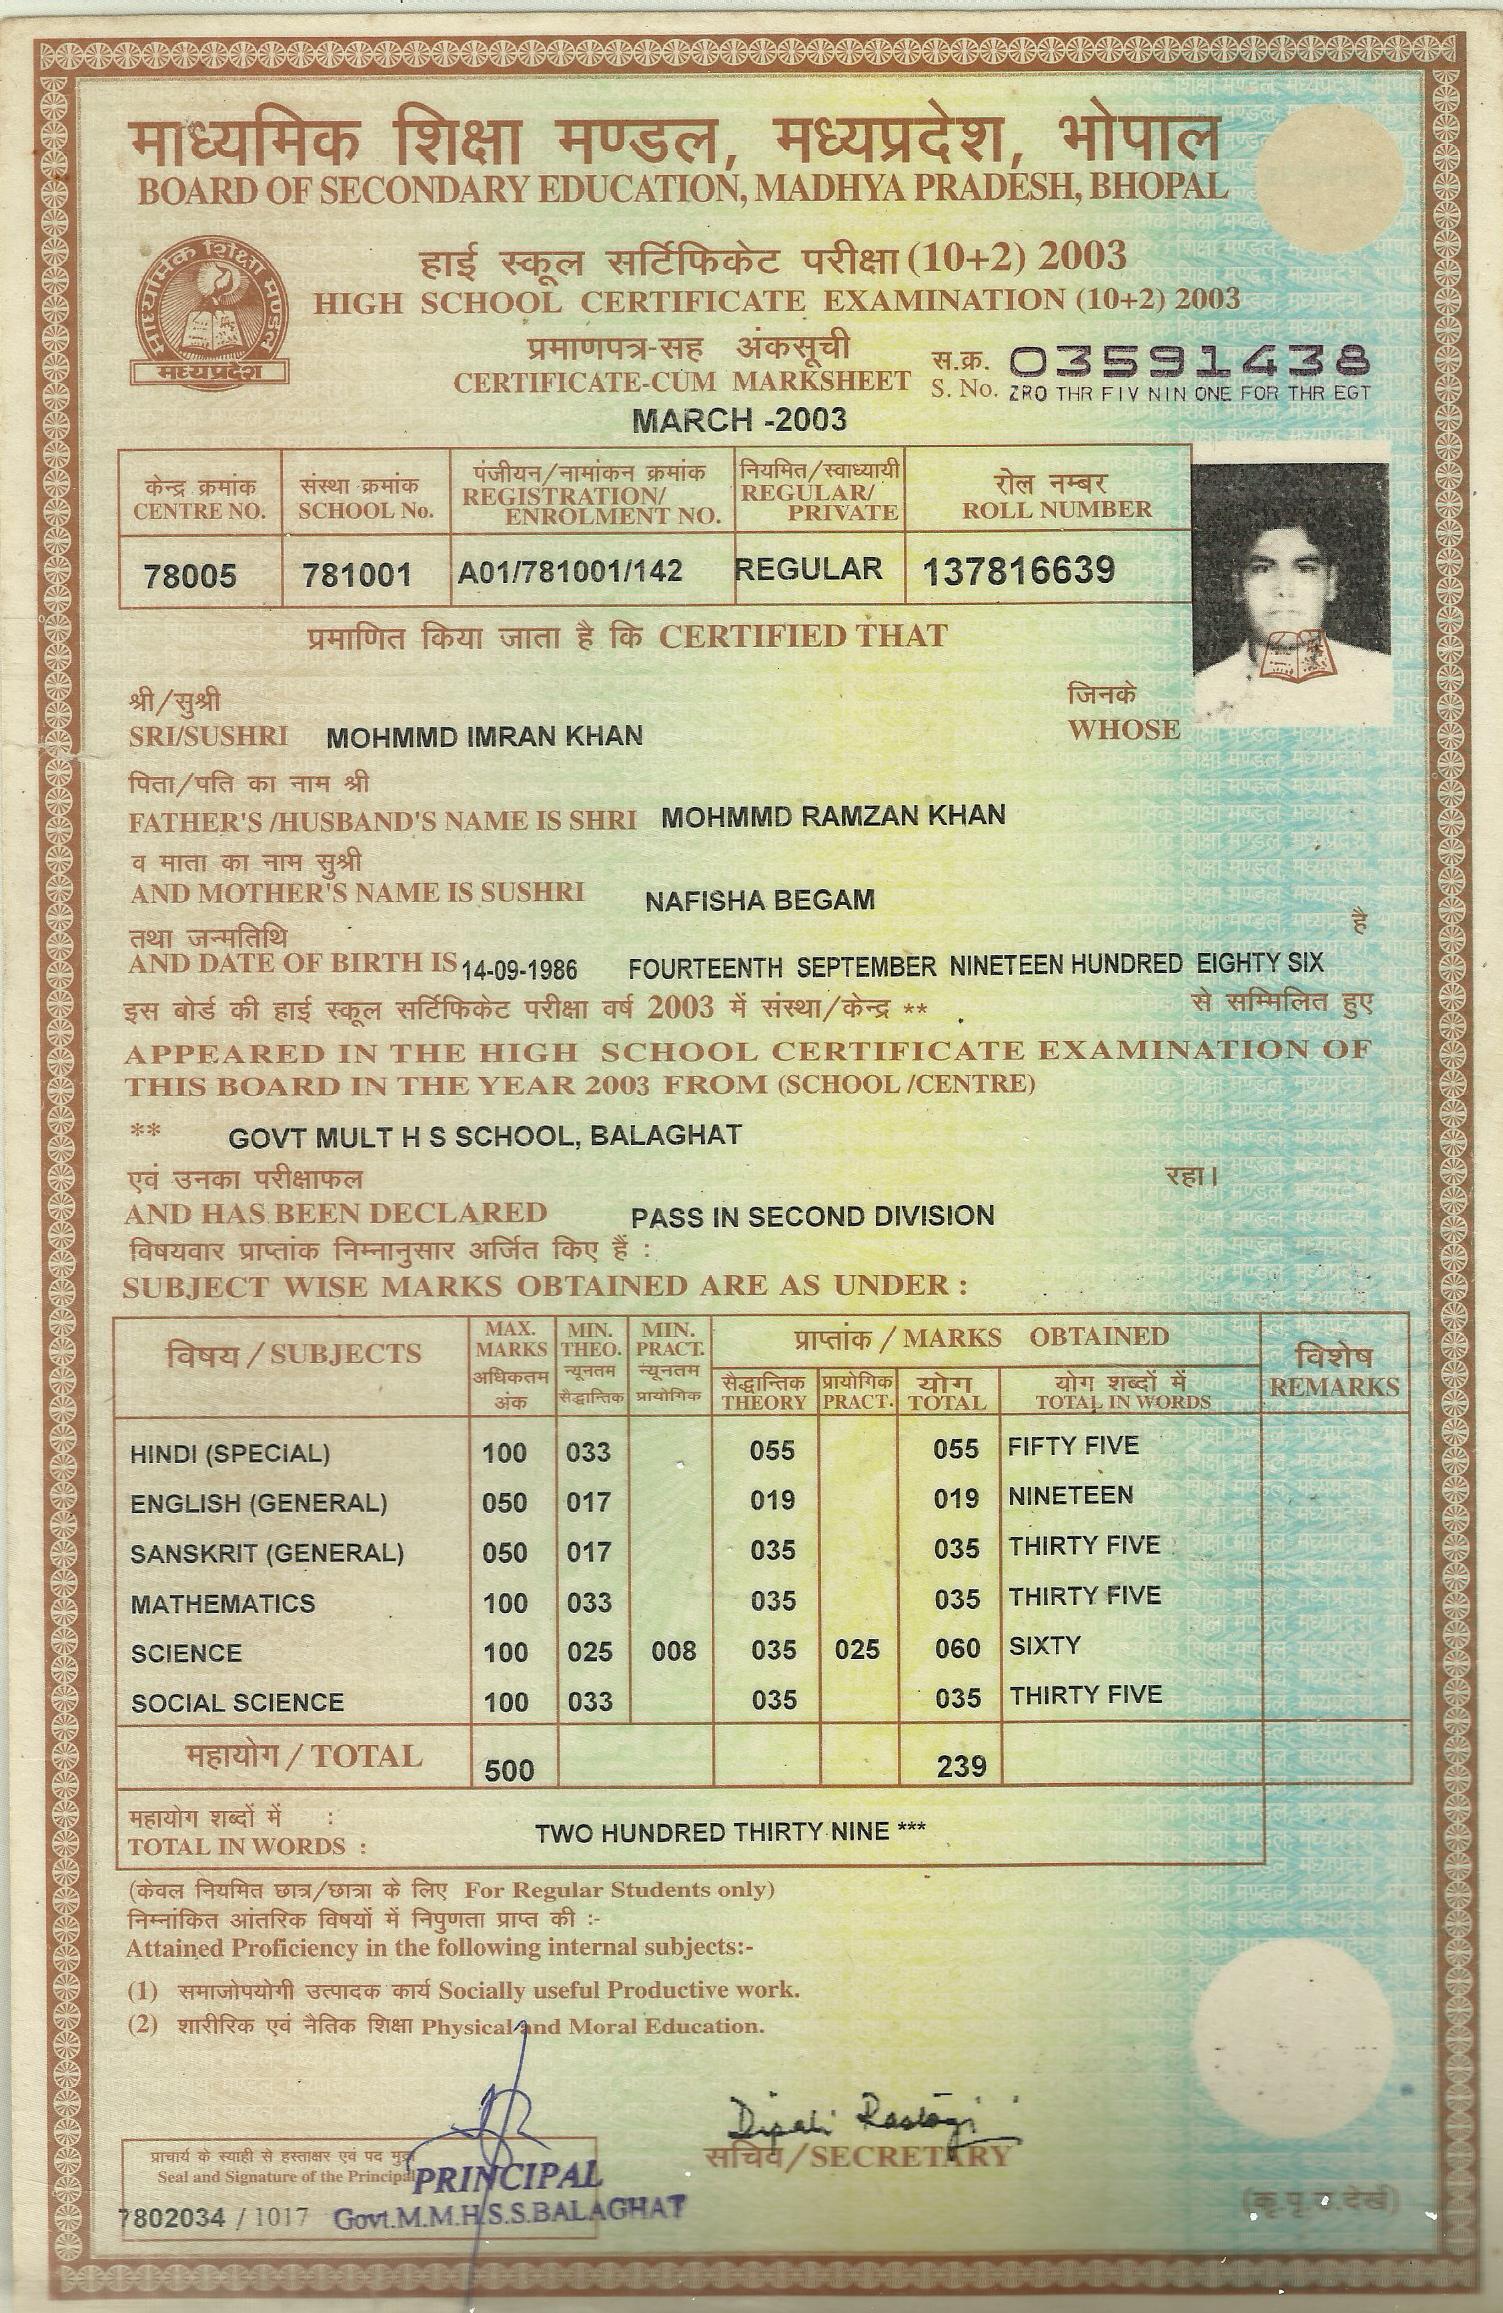 माध्यमिक शिक्षा मण्डल, मध्यप्रदेश, भोपाल
BOARD OF SECONDARY EDUCATION, MADHYA PRADESH, BHOPAL
माध्यमिक शिक्षा मण्डल
मध्यप्रदेश
हाई स्कूल सर्टिफिकेट परीक्षा (10+2) 2003
HIGH SCHOOL CERTIFICATE EXAMINATION (10+2) 2003
प्रमाणपत्र-सह अंकसूची
CERTIFICATE-CUM MARKSHEET
स.क्र. 03591438
S. No. ZRO THR FIV NIN ONE FOR THR EGT
MARCH -2003
केन्द्र क्रमांक संस्था क्रमांक पंजीयन/नामांकन क्रमांक नियमित/स्वाध्यायी रोल नम्बर
CENTRE NO. SCHOOL No. REGISTRATION/ ENROLMENT NO. REGULAR/ PRIVATE ROLL NUMBER
78005 781001 A01/781001/142 REGULAR 137816639
प्रमाणित किया जाता है कि CERTIFIED THAT
श्री/सुश्री जिनके
SRI/SUSHRI MOHMMD IMRAN KHAN WHOSE
पिता/पति का नाम श्री
FATHER'S /HUSBAND'S NAME IS SHRI MOHMMD RAMZAN KHAN
व माता का नाम सुश्री
AND MOTHER'S NAME IS SUSHRI NAFISHA BEGAM
तथा जन्मतिथि है
AND DATE OF BIRTH IS 14-09-1986 FOURTEENTH SEPTEMBER NINETEEN HUNDRED EIGHTY SIX
इस बोर्ड की हाई स्कूल सर्टिफिकेट परीक्षा वर्ष 2003 में संस्था/केन्द्र ** से सम्मिलित हुए
APPEARED IN THE HIGH SCHOOL CERTIFICATE EXAMINATION OF
THIS BOARD IN THE YEAR 2003 FROM (SCHOOL /CENTRE)
** GOVT MULT H S SCHOOL, BALAGHAT
एवं उनका परीक्षाफल रहा।
AND HAS BEEN DECLARED PASS IN SECOND DIVISION
विषयवार प्राप्तांक निम्नानुसार अर्जित किए हैं :
SUBJECT WISE MARKS OBTAINED ARE AS UNDER :
विषय / SUBJECTS MAX. MARKS अधिकतम अंक MIN. THEO. न्यूनतम सैद्धान्तिक MIN. PRACT. न्यूनतम प्रायोगिक प्राप्तांक / MARKS OBTAINED विशेष REMARKS
सैद्धान्तिक THEORY प्रायोगिक PRACT. योग TOTAL योग शब्दों में TOTAL IN WORDS
HINDI (SPECIAL) 100 033 055 055 FIFTY FIVE
ENGLISH (GENERAL) 050 017 019 019 NINETEEN
SANSKRIT (GENERAL) 050 017 035 035 THIRTY FIVE
MATHEMATICS 100 033 035 035 THIRTY FIVE
SCIENCE 100 025 008 035 025 060 SIXTY
SOCIAL SCIENCE 100 033 035 035 THIRTY FIVE
महायोग / TOTAL 500 239
महायोग शब्दों में :
TOTAL IN WORDS : TWO HUNDRED THIRTY NINE ***
(केवल नियमित छात्र/छात्रा के लिए For Regular Students only)
निम्नांकित आंतरिक विषयों में निपुणता प्राप्त की :-
Attained Proficiency in the following internal subjects:-
(1) समाजोपयोगी उत्पादक कार्य Socially useful Productive work.
(2) शारीरिक एवं नैतिक शिक्षा Physical and Moral Education.
Dipali Rastogi
सचिव/SECRETARY
प्राचार्य के स्याही से हस्ताक्षर एवं पद मुद्रा
Seal and Signature of the Principal
PRINCIPAL
7802034 / 1017 Govt.M.M.H.S.S.BALAGHAT
(कृ.पृ.उ.देखें)